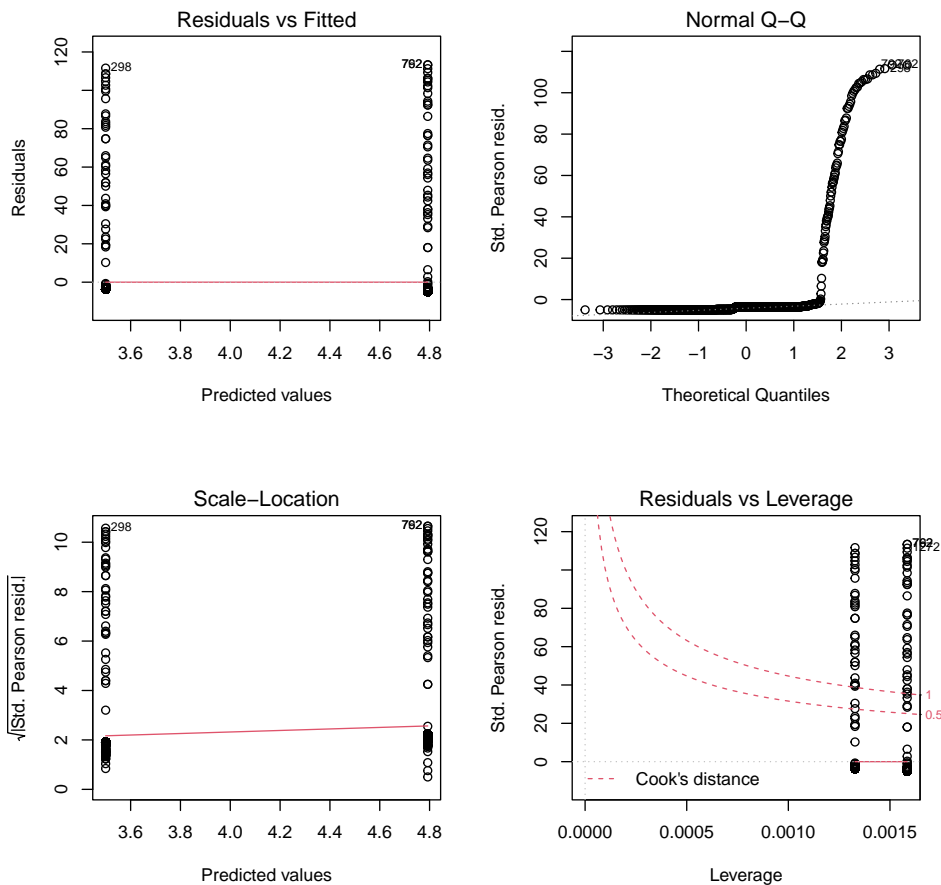 Residuals vs Fitted
Residuals
120
100
80
60
40
20
0
298
3.6 3.8 4.0 4.2 4.4 4.6 4.8
Predicted values
Normal Q−Q
Std. Pearson resid.
100
80
60
40
20
0
−3 −2 −1 0 1 2 3
Theoretical Quantiles
Scale−Location
√|Std. Pearson resid.|
10
8
6
4
2
0
298
3.6 3.8 4.0 4.2 4.4 4.6 4.8
Predicted values
Residuals vs Leverage
Std. Pearson resid.
120
80
60
40
20
0
1272
1
0.5
Cook's distance
0.0000 0.0005 0.0010 0.0015
Leverage